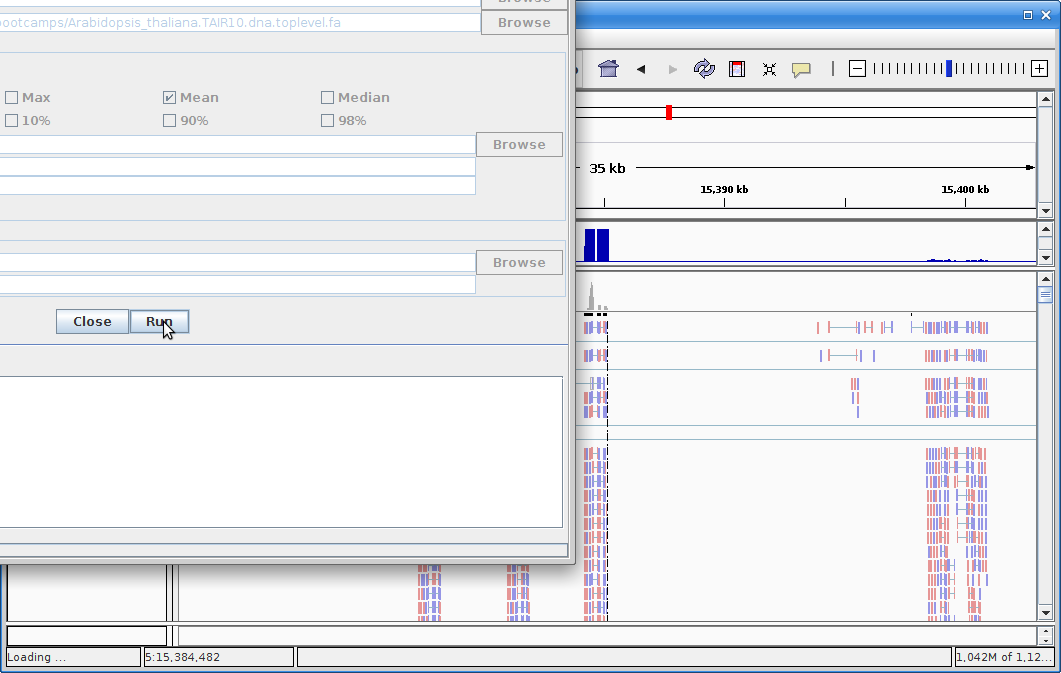 Browse
bootcamps/Arabidopsis_thaliana.TAIR10.dna.toplevel.fa Browse
Max Mean Median
10% 90% 98%
Browse
35 kb
15,390 kb 15,400 kb
Browse
Close Run
Loading ...
5:15,384,482
1,042M of 1,12...